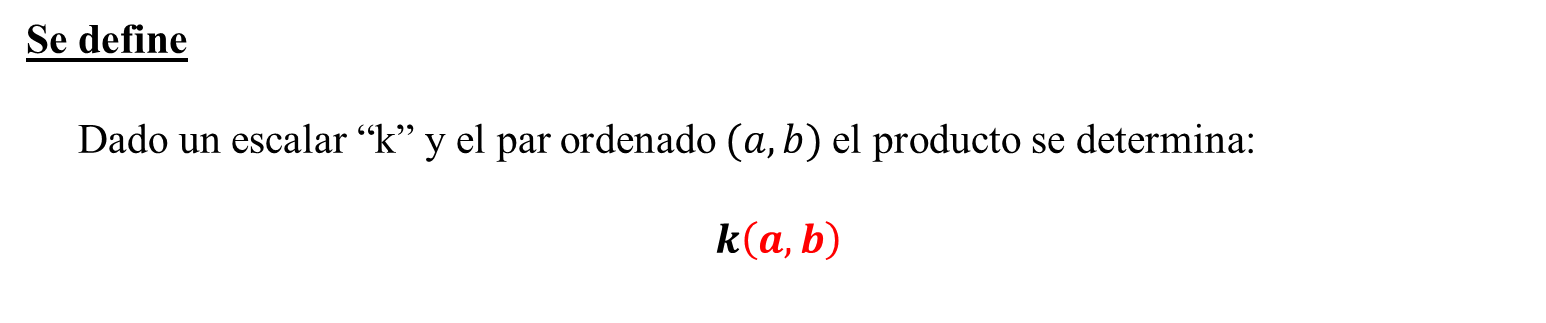 Se define
Dado un escalar “k” y el par ordenado (a, b) el producto se determina:
k(a, b)